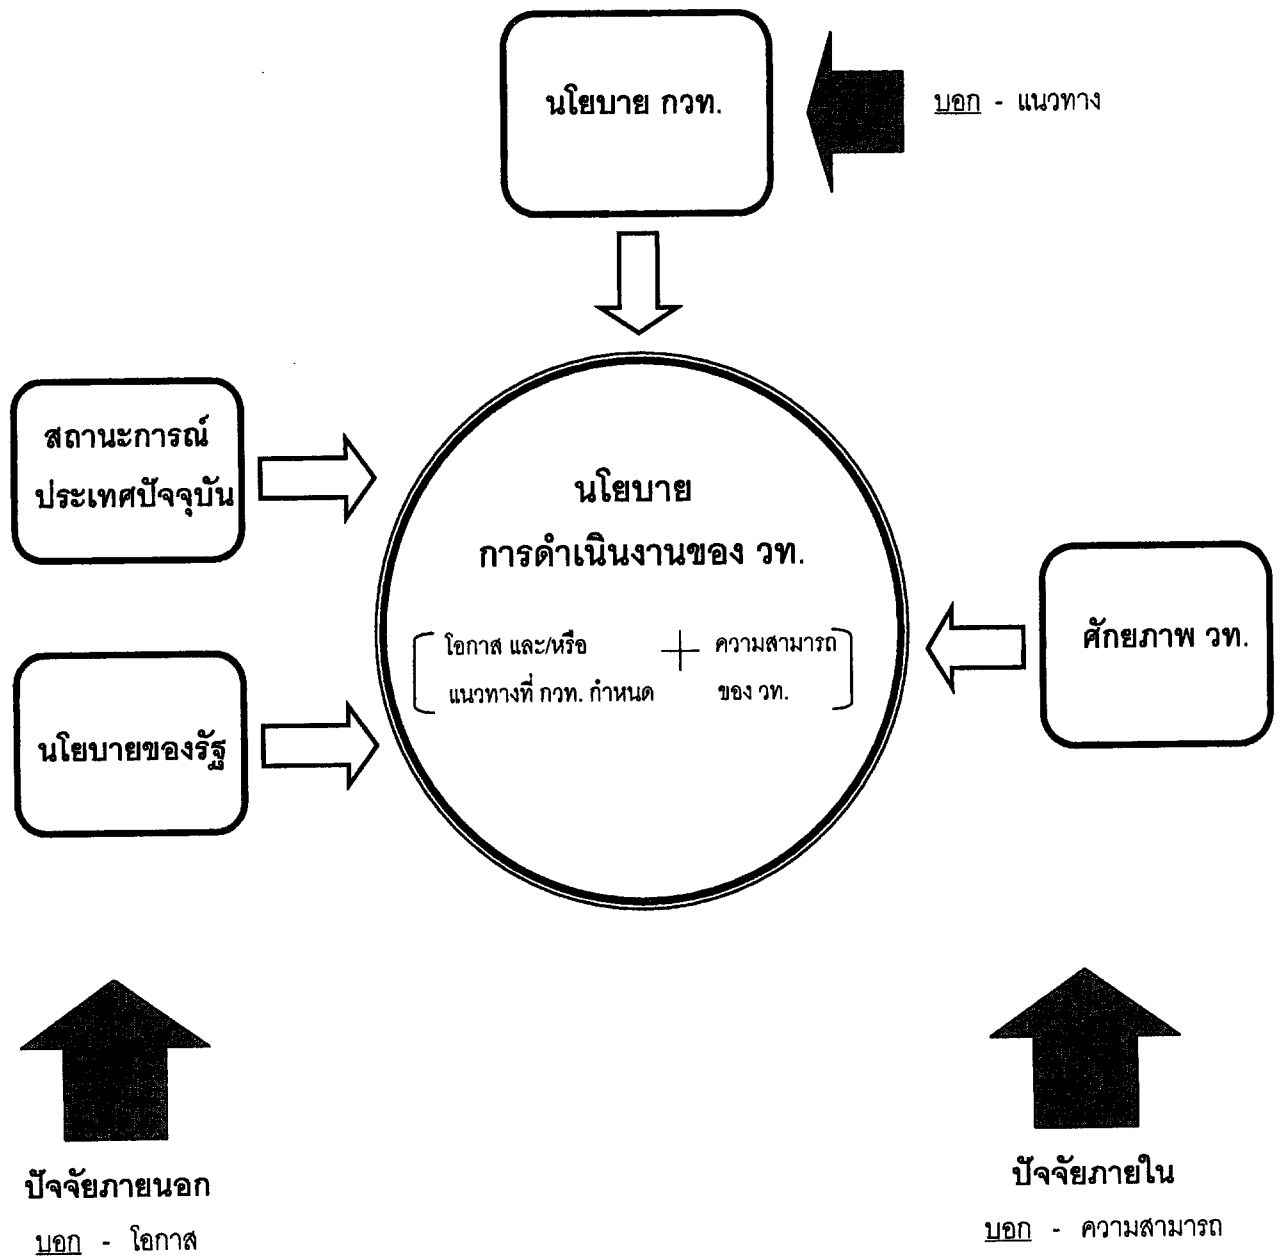 นโยบาย กวท.
บอก - แนวทาง
สถานะการณ์
ประเทศปัจจุบัน
นโยบาย
การดำเนินงานของ วท.
โอกาส และ/หรือ + ความสามารถ
แนวทางที่ กวท. กำหนด ของ วท.
ศักยภาพ วท.
นโยบายของรัฐ
ปัจจัยภายนอก
บอก - โอกาส
ปัจจัยภายใน
บอก - ความสามารถ